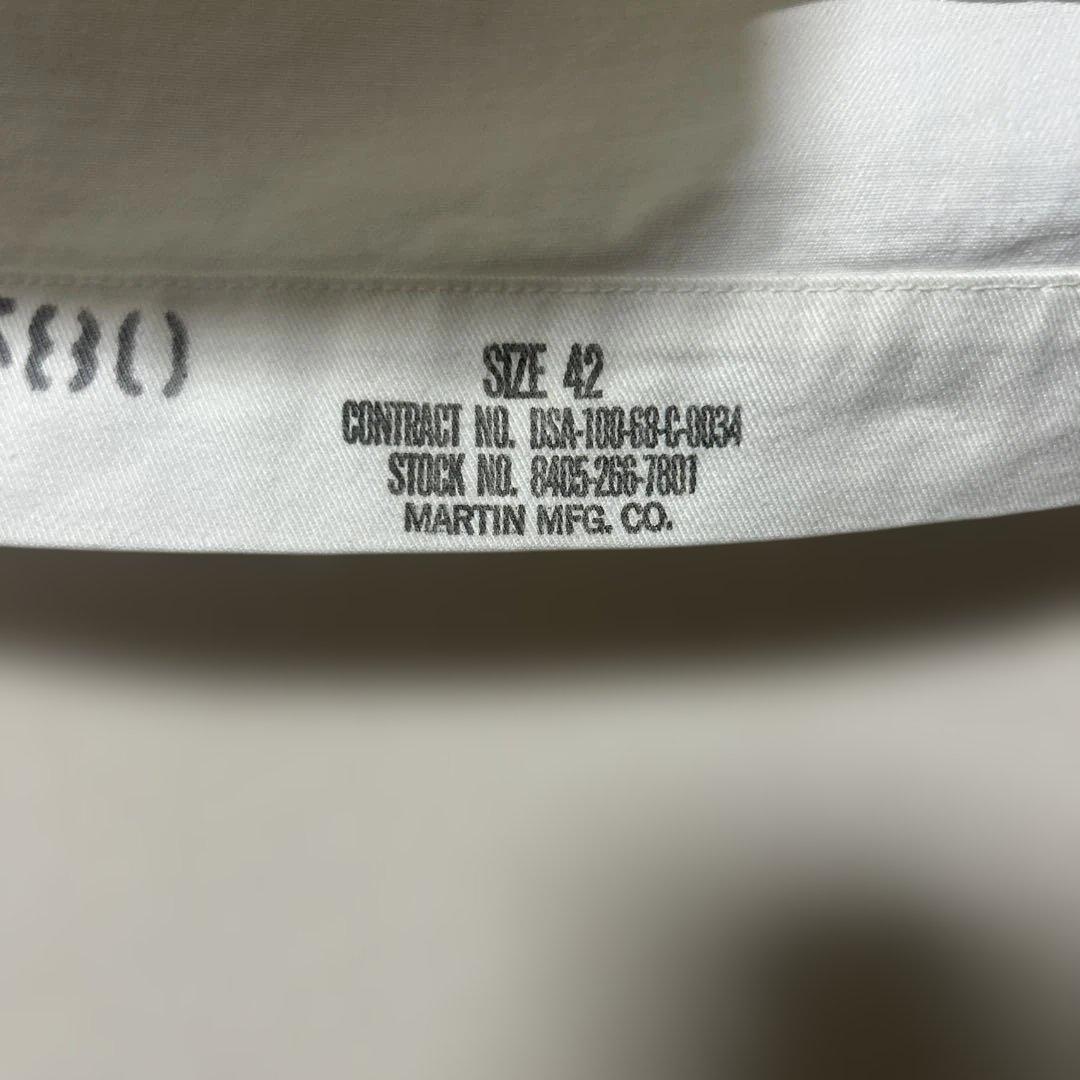 SIZE 42
CONTRACT NO. DSA-100-68-C-0034
STOCK NO. 8405-266-7801
MARTIN MFG. CO.